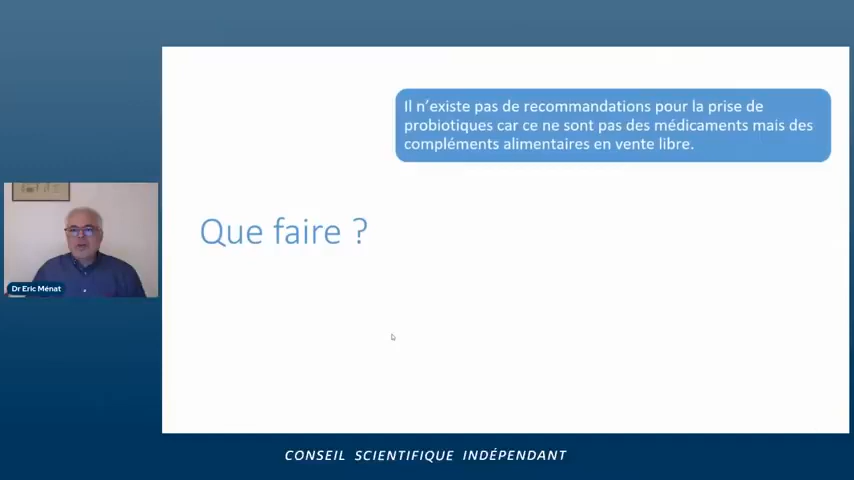 Il n'existe pas de recommandations pour la prise de
probiotiques car ce ne sont pas des médicaments mais des
compléments alimentaires en vente libre.
Que faire ?
Dr Eric Ménat
CONSEIL SCIENTIFIQUE INDÉPENDANT